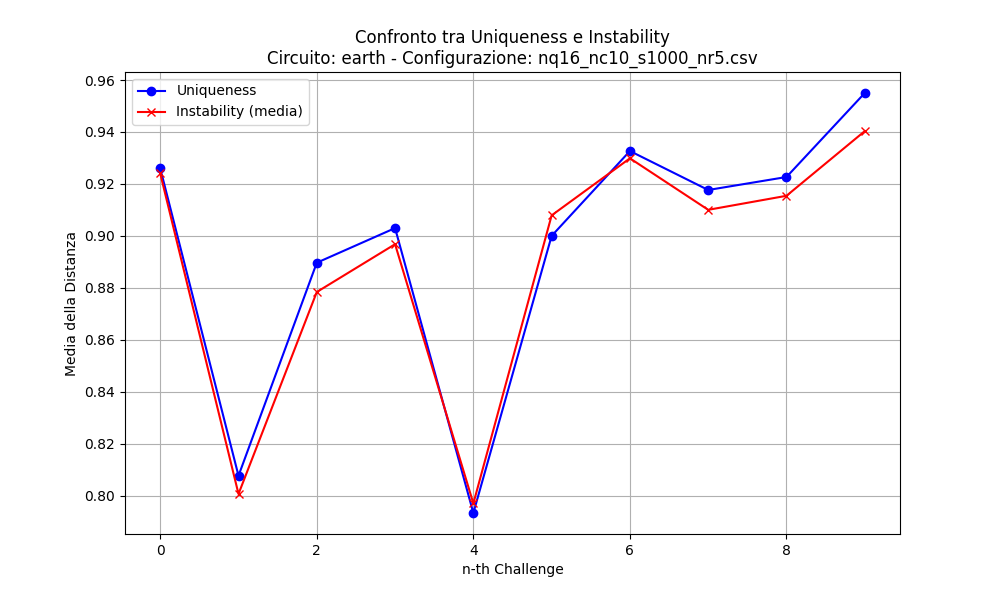 Confronto tra Uniqueness e Instability
Circuito: earth - Configurazione: nq16_nc10_s1000_nr5.csv
Uniqueness
Instability (media)
0.96
0.94
0.92
0.90
0.88
0.86
0.84
0.82
0.80
Media della Distanza
0 2 4 6 8
n-th Challenge